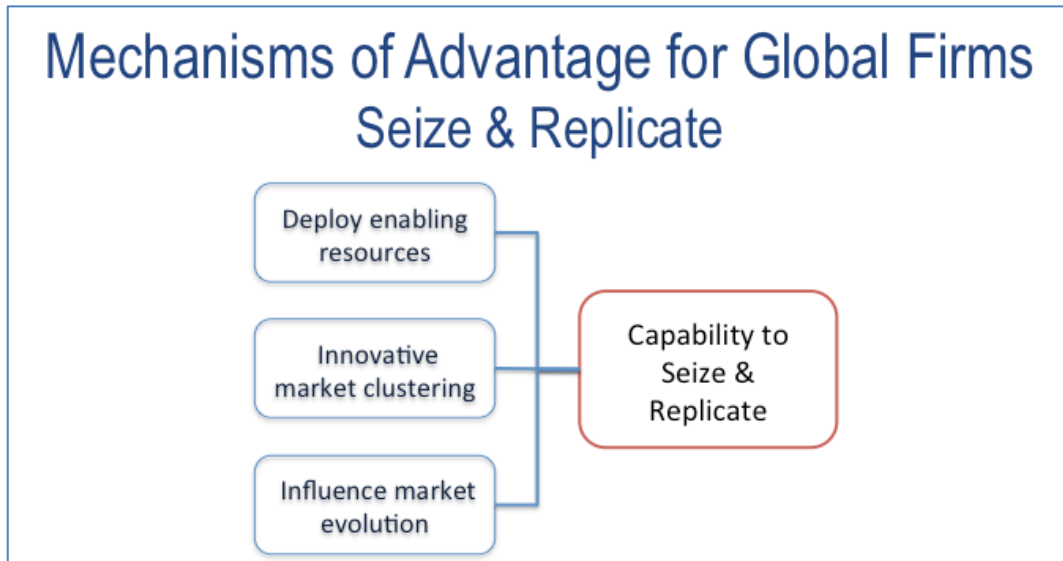 Mechanisms of Advantage for Global Firms
Seize & Replicate
Deploy enabling
resources
Innovative
market clustering
Influence market
evolution
Capability to
Seize &
Replicate